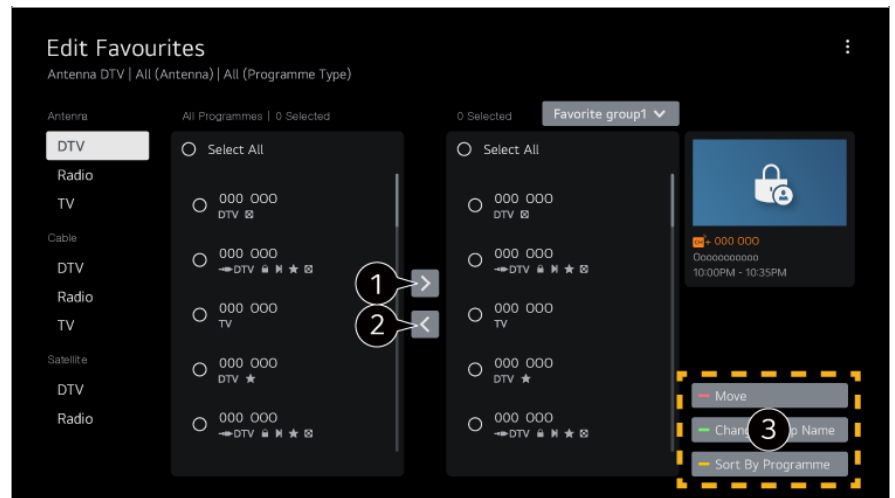 Edit Favourites
Antenna DTV | All (Antenna) | All (Programme Type)
Antenna
DTV
Radio
TV
Cable
DTV
Radio
TV
Satellite
DTV
Radio
All Programmes | 0 Selected
Select All
000 000
DTV
000 000
DTV
000 000
TV
000 000
DTV
000 000
DTV
1
2
0 Selected
Favorite group1
Select All
000 000
DTV
000 000
DTV
000 000
TV
000 000
DTV
000 000
DTV
+ 000 000
Oooooooooo
10:00PM - 10:35PM
Move
3
Name
Sort By Programme